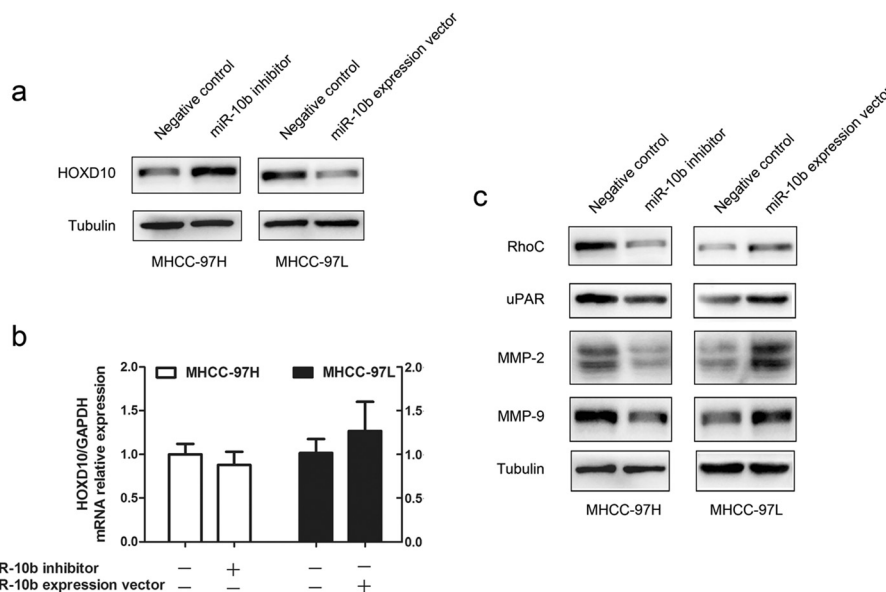 a
Negative control
miR-10b inhibitor
Negative control
miR-10b expression vector
HOXD10
Tubulin
MHCC-97H MHCC-97L
b
MHCC-97H MHCC-97L
HOXD10/GAPDH
mRNA relative expression
2.0 2.0
1.5 1.5
1.0 1.0
0.5 0.5
0.0 0.0
R-10b inhibitor − + − −
R-10b expression vector − − − +
c
Negative control
miR-10b inhibitor
Negative control
miR-10b expression vector
RhoC
uPAR
MMP-2
MMP-9
Tubulin
MHCC-97H MHCC-97L